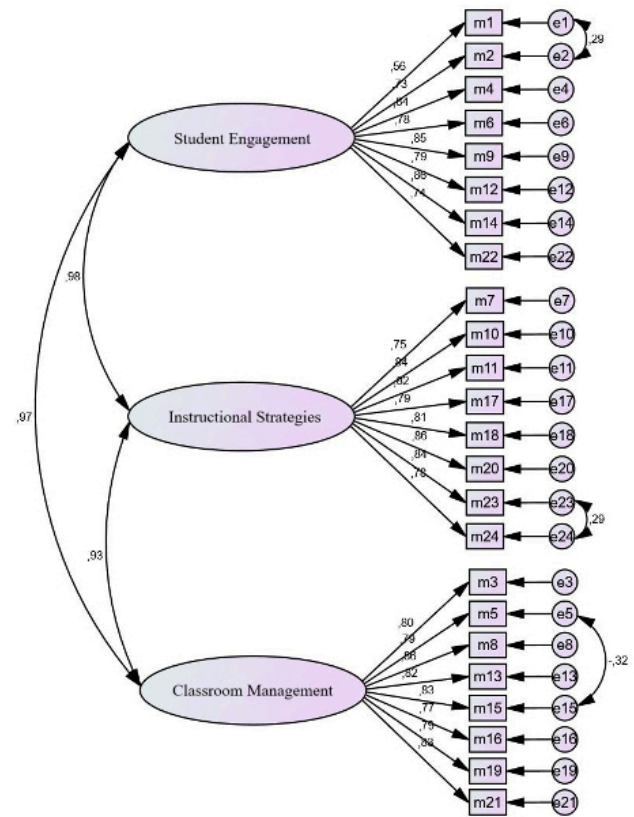 m1 e1
,29
m2 e2
,56
,73
m4 e4
,84
,78
m6 e6
Student Engagement
,85
m9 e9
,79
m12 e12
,74
m14 e14
m22 e22
,98
m7 e7
m10 e10
,75
,84
m11 e11
,79
m17 e17
Instructional Strategies
,81
m18 e18
,86
m20 e20
,84
,78
m23 e23
,29
m24 e24
,97
,93
m3 e3
m5 e5
,80
,79
m8 e8
,82
m13 e13
-,32
Classroom Management
,83
m15 e15
,77
m16 e16
,79
m19 e19
m21 e21